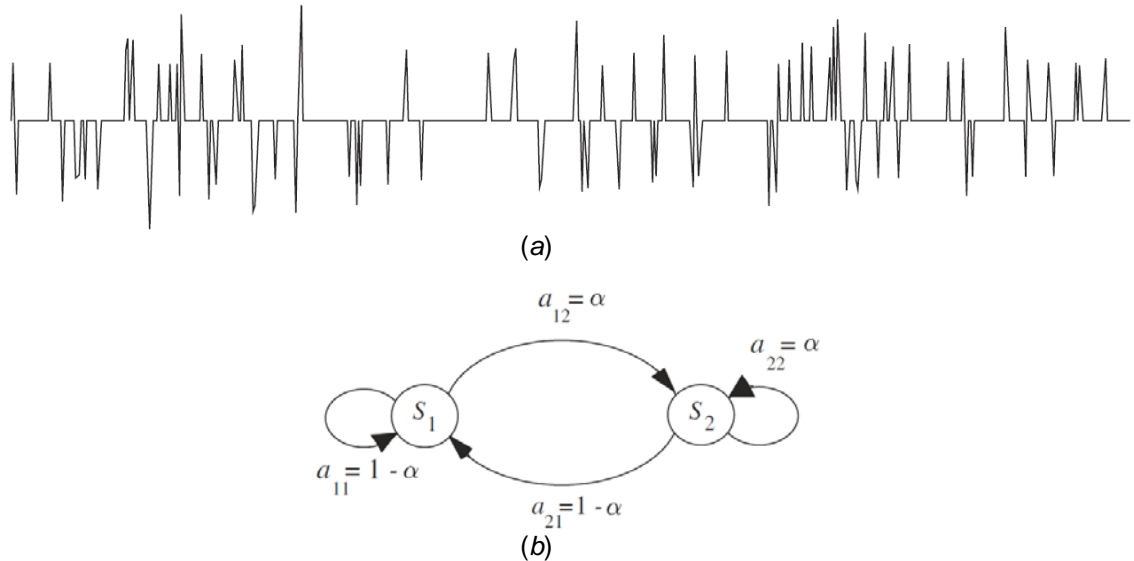 (a)
a12 = α
a22 = α
S1
S2
a11 = 1 - α
a21 = 1 - α
(b)